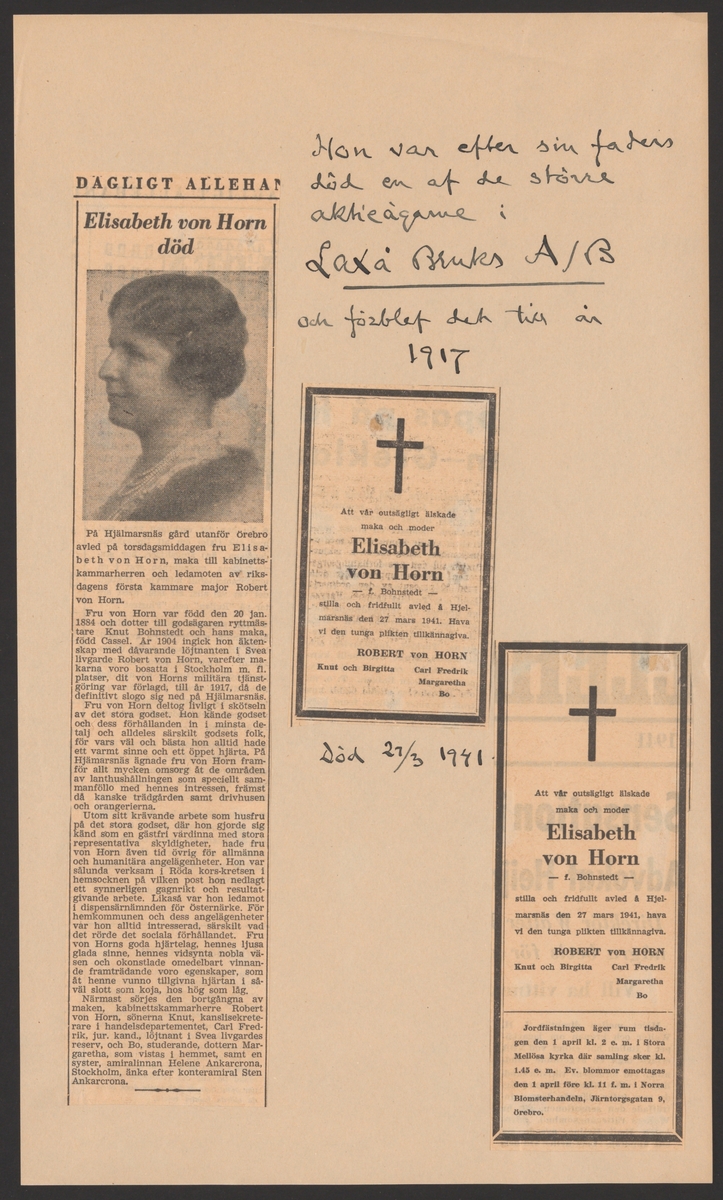 DAGLIGT ALLEHAN
Elisabeth von Horn
död
På Hjälmarsnäs gård utanför Örebro
avled på torsdagsmiddagen fru Elisa-
beth von Horn, maka till kabinetts-
kammarherren och ledamoten av riks-
dagens första kammare major Robert
von Horn.
Fru von Horn var född den 20 jan.
1884 och dotter till godsägaren ryttmäs-
tare Knut Bohnstedt och hans maka,
född Cassel. År 1904 ingick hon äkten-
skap med dåvarande löjtnanten i Svea
livgarde Robert von Horn, varefter ma-
karna voro bosatta i Stockholm m. fl.
platser, dit von Horns militära tjänst-
göring var förlagd, till år 1917, då de
definitivt slogo sig ned på Hjälmarsnäs.
Fru von Horn deltog livligt i skötseln
av det stora godset. Hon kände godset
och dess förhållanden in i minsta de-
talj och alldeles särskilt godsets folk,
för vars väl och bästa hon alltid hade
ett varmt sinne och ett öppet hjärta. På
Hjämarsnäs ägnade fru von Horn fram-
för allt mycken omsorg åt de områden
av lanthushållningen som speciellt sam-
manföllo med hennes intressen, främst
då kanske trädgården samt drivhusen
och orangerierna.
Utom sitt krävande arbete som husfru
på det stora godset, där hon gjorde sig
känd som en gästfri värdinna med stora
representativa skyldigheter, hade fru
von Horn även tid övrig för allmänna
och humanitära angelägenheter. Hon var
sålunda verksam i Röda kors-kretsen i
hemsocknen på vilken post hon nedlagt
ett synnerligen gagnrikt och resultat-
givande arbete. Likaså var hon ledamot
i dispensärnämnden för Östernärke. För
hemkommunen och dess angelägenheter
var hon alltid intresserad, särskilt vad
det rörde det sociala förhållandet. Fru
von Horns goda hjärtelag, hennes ljusa
glada sinne, hennes vidsynta nobla vä-
sen och okonstlade omedelbart vinnan-
de framträdande voro egenskaper, som
åt henne vunno tillgivna hjärtan i så-
väl slott som koja, hos hög som låg.
Närmast sörjes den bortgångna av
maken, kabinettskammarherre Robert
von Horn, sönerna Knut, kanslisekrete-
rare i handelsdepartementet, Carl Fred-
rik, jur. kand., löjtnant i Svea livgardes
reserv, och Bo, studerande, dottern Mar-
garetha, som vistas i hemmet, samt en
syster, amiralinnan Helene Ankarcrona,
Stockholm, änka efter konteramiral Sten
Ankarcrona.
Hon var efter sin faders
död en af de större
aktieägarne i
Laxå Bruks A/B
och förblef det till år
1917
Att vår outsägligt älskade
maka och moder
Elisabeth
von Horn
— f. Bohnstedt —
stilla och fridfullt avled å Hjel-
marsnäs den 27 mars 1941. Hava
vi den tunga plikten tillkännagiva.
ROBERT von HORN
Knut och Birgitta Carl Fredrik
Margaretha
Bo
Död 27/3 1941.
Att vår outsägligt älskade
maka och moder
Elisabeth
von Horn
— f. Bohnstedt —
stilla och fridfullt avled å Hjel-
marsnäs den 27 mars 1941, hava
vi den tunga plikten tillkännagiva.
ROBERT von HORN
Knut och Birgitta Carl Fredrik
Margaretha
Bo
Jordfästningen äger rum tisda-
gen den 1 april kl. 2 e. m. i Stora
Mellösa kyrka där samling sker kl.
1.45 e. m. Ev. blommor emottagas
den 1 april före kl. 11 f. m. i Norra
Blomsterhandeln, Järntorgsgatan 9,
Örebro.